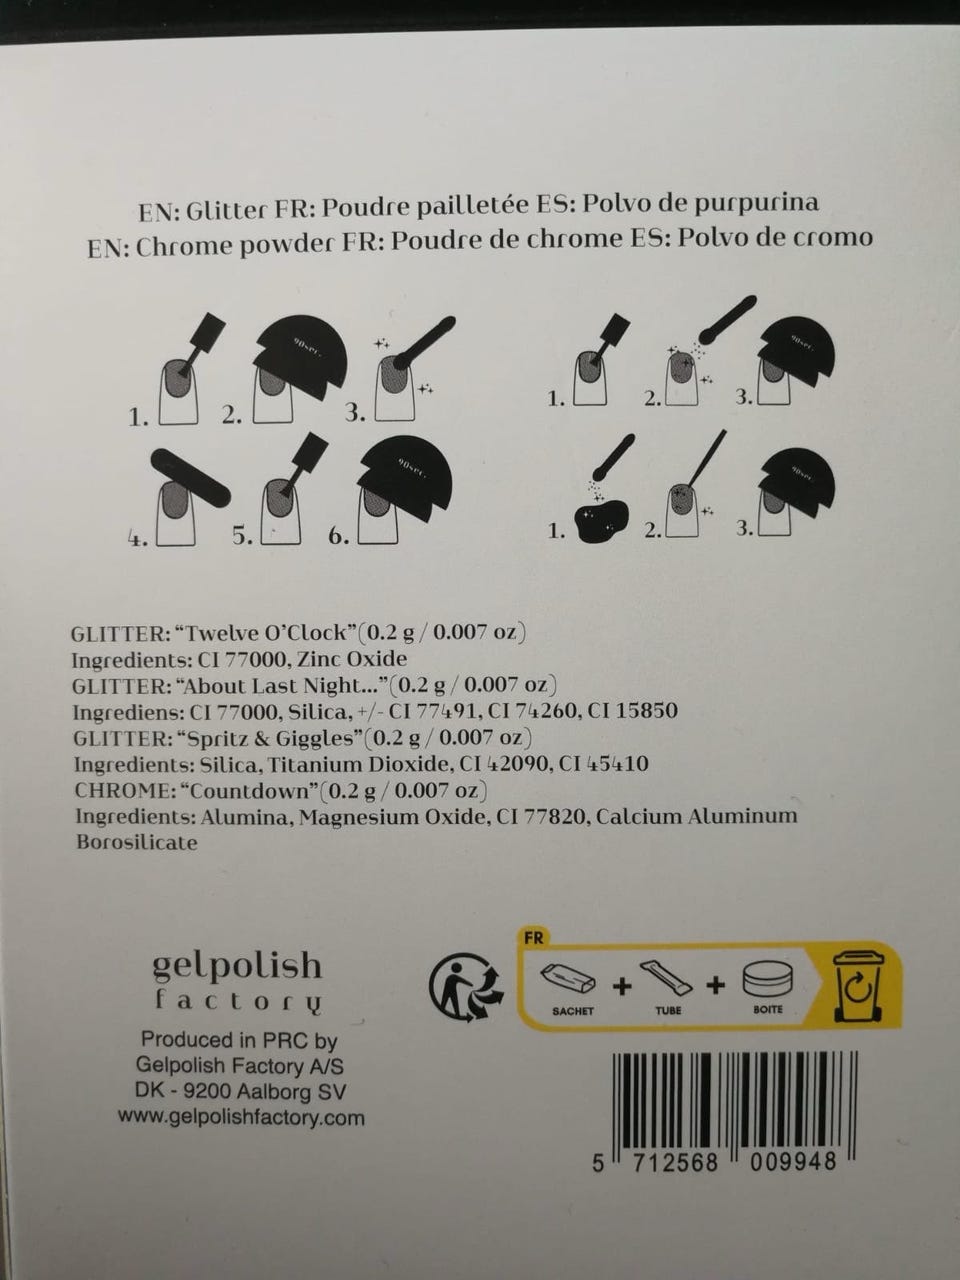 EN: Glitter FR: Poudre pailletée ES: Polvo de purpurina
EN: Chrome powder FR: Poudre de chrome ES: Polvo de cromo
1. 2. 90sec. 3.
4. 5. 6. 90sec.
1. 2. 3. 90sec.
1. 2. 3. 90sec.
GLITTER: “Twelve O’Clock”(0.2 g / 0.007 oz)
Ingredients: CI 77000, Zinc Oxide
GLITTER: “About Last Night...”(0.2 g / 0.007 oz)
Ingrediens: CI 77000, Silica, +/- CI 77491, CI 74260, CI 15850
GLITTER: “Spritz & Giggles”(0.2 g / 0.007 oz)
Ingredients: Silica, Titanium Dioxide, CI 42090, CI 45410
CHROME: “Countdown”(0.2 g / 0.007 oz)
Ingredients: Alumina, Magnesium Oxide, CI 77820, Calcium Aluminum
Borosilicate
gelpolish
factory
Produced in PRC by
Gelpolish Factory A/S
DK - 9200 Aalborg SV
www.gelpolishfactory.com
FR
SACHET + TUBE + BOITE
5 712568 009948